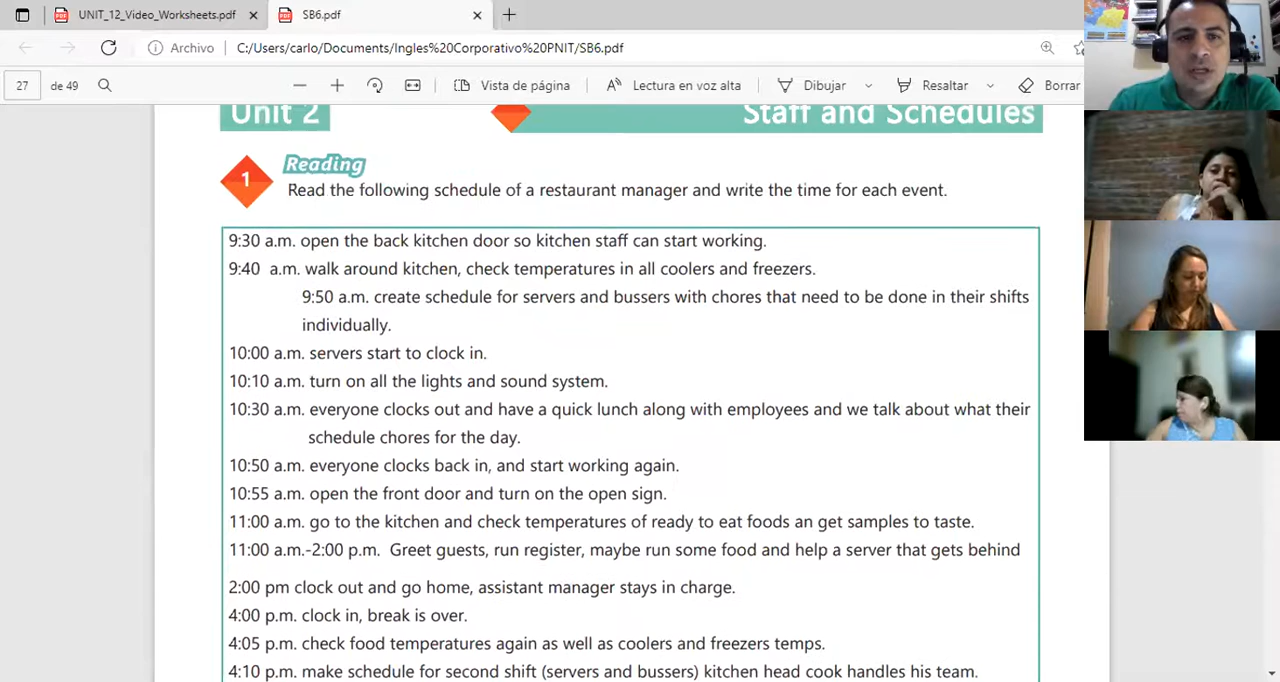 UNIT_12_Video_Worksheets.pdf
SB6.pdf
Archivo C:/Users/carlo/Documents/Ingles%20Corporativo%20PNIT/SB6.pdf
27 de 49 Vista de página Lectura en voz alta Dibujar Resaltar Borrar
Unit 2 Staff and Schedules
1 Reading
Read the following schedule of a restaurant manager and write the time for each event.
9:30 a.m. open the back kitchen door so kitchen staff can start working.
9:40 a.m. walk around kitchen, check temperatures in all coolers and freezers.
9:50 a.m. create schedule for servers and bussers with chores that need to be done in their shifts
individually.
10:00 a.m. servers start to clock in.
10:10 a.m. turn on all the lights and sound system.
10:30 a.m. everyone clocks out and have a quick lunch along with employees and we talk about what their
schedule chores for the day.
10:50 a.m. everyone clocks back in, and start working again.
10:55 a.m. open the front door and turn on the open sign.
11:00 a.m. go to the kitchen and check temperatures of ready to eat foods an get samples to taste.
11:00 a.m.-2:00 p.m. Greet guests, run register, maybe run some food and help a server that gets behind
2:00 pm clock out and go home, assistant manager stays in charge.
4:00 p.m. clock in, break is over.
4:05 p.m. check food temperatures again as well as coolers and freezers temps.
4:10 p.m. make schedule for second shift (servers and bussers) kitchen head cook handles his team.